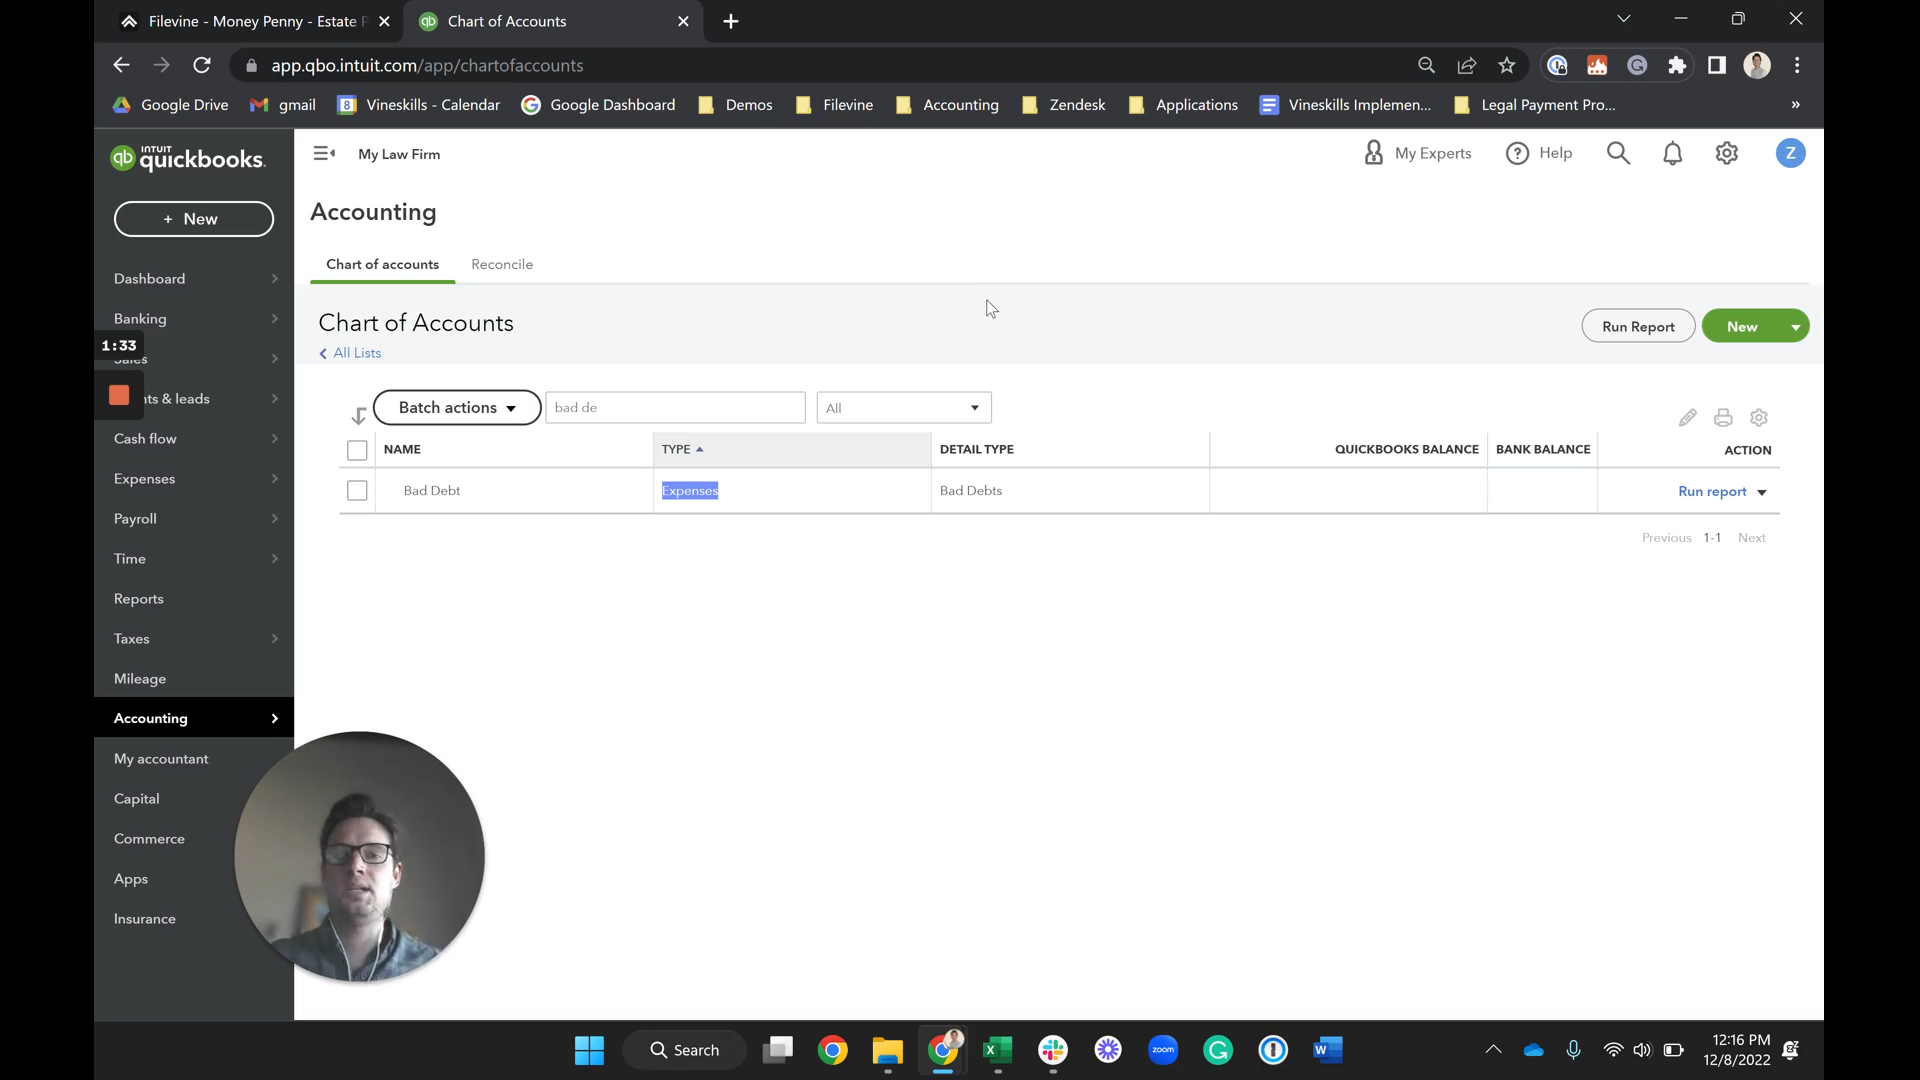 Filevine - Money Penny - Estate P
Chart of Accounts
app.qbo.intuit.com/app/chartofaccounts
Google Drive
gmail
8
Vineskills - Calendar
Google Dashboard
Demos
Filevine
Accounting
Zendesk
Applications
Vineskills Implemen...
Legal Payment Pro...
»
qb
INTUIT
quickbooks.
My Law Firm
My Experts
Help
Z
+ New
Accounting
Chart of accounts
Reconcile
Dashboard
Banking
1:33
Sales
nts & leads
Cash flow
Expenses
Payroll
Time
Reports
Taxes
Mileage
Accounting
My accountant
Capital
Commerce
Apps
Insurance
Chart of Accounts
All Lists
Run Report
New
Batch actions
bad de
All
NAME
TYPE
DETAIL TYPE
QUICKBOOKS BALANCE
BANK BALANCE
ACTION
Bad Debt
Expenses
Bad Debts
Run report
Previous 1-1 Next
Search
zoom
12:16 PM
12/8/2022